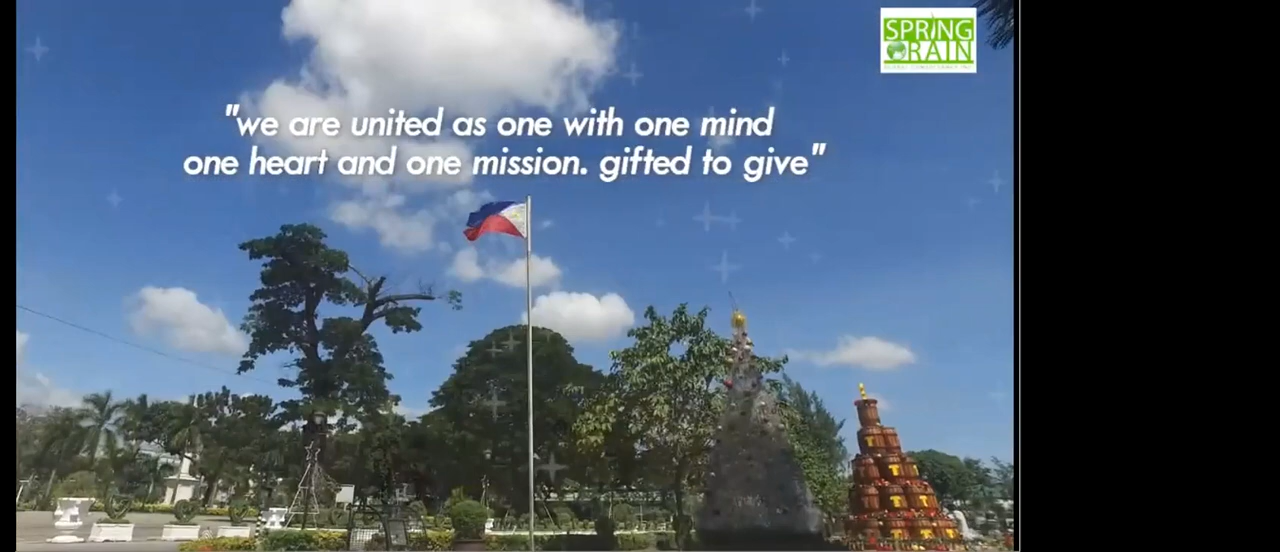 SPRING
RAIN
"we are united as one with one mind
one heart and one mission. gifted to give"